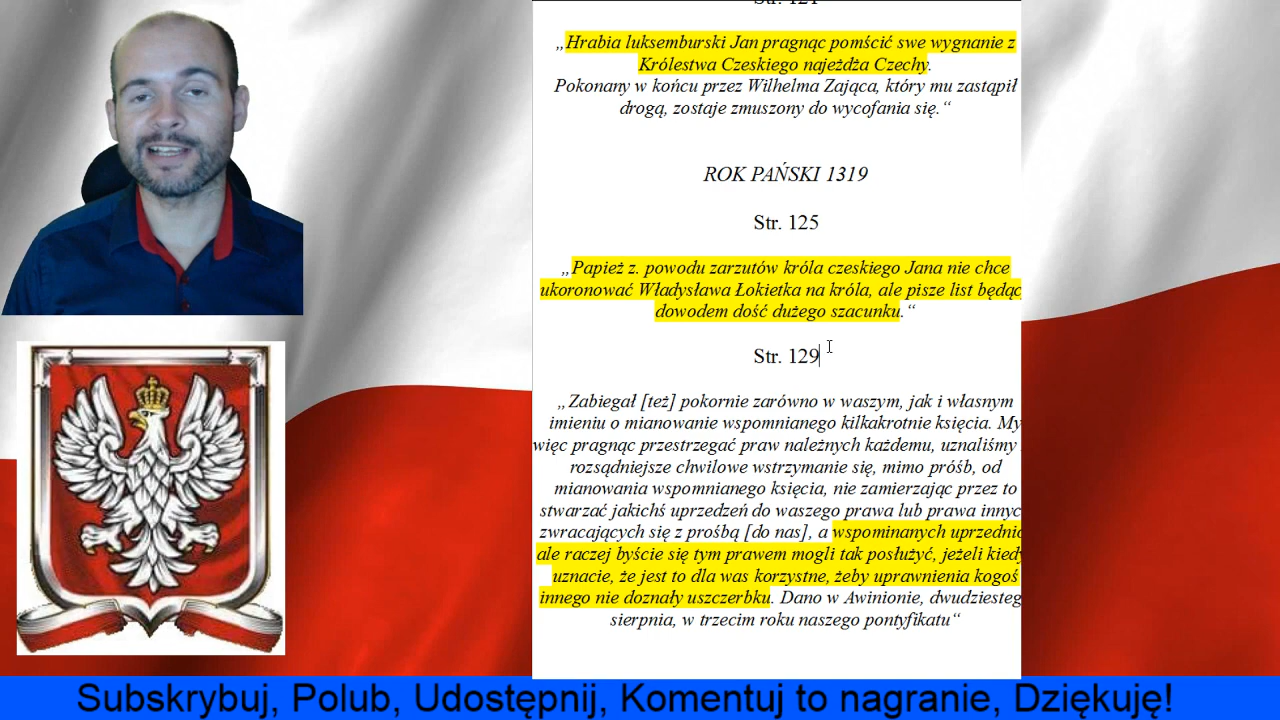 Str. 124
„Hrabia luksemburski Jan pragnąc pomścić swe wygnanie z
Królestwa Czeskiego najeżdża Czechy.
Pokonany w końcu przez Wilhelma Zająca, który mu zastąpił
drogą, zostaje zmuszony do wycofania się.“
ROK PAŃSKI 1319
Str. 125
„Papież z. powodu zarzutów króla czeskiego Jana nie chce
ukoronować Władysława Łokietka na króla, ale pisze list będąc
dowodem dość dużego szacunku.“
Str. 129
„Zabiegał [też] pokornie zarówno w waszym, jak i własnym
imieniu o mianowanie wspomnianego kilkakrotnie księcia. My
więc pragnąc przestrzegać praw należnych każdemu, uznaliśmy
rozsądniejsze chwilowe wstrzymanie się, mimo próśb, od
mianowania wspomnianego księcia, nie zamierzając przez to
stwarzać jakichś uprzedzeń do waszego prawa lub prawa innyc
zwracających się z prośbą [do nas], a wspominanych uprzednio
ale raczej byście się tym prawem mogli tak posłużyć, jeżeli kiedy
uznacie, że jest to dla was korzystne, żeby uprawnienia kogoś
innego nie doznały uszczerbku. Dano w Awinionie, dwudziesteg
sierpnia, w trzecim roku naszego pontyfikatu“
Subskrybuj, Polub, Udostępnij, Komentuj to nagranie, Dziękuję!